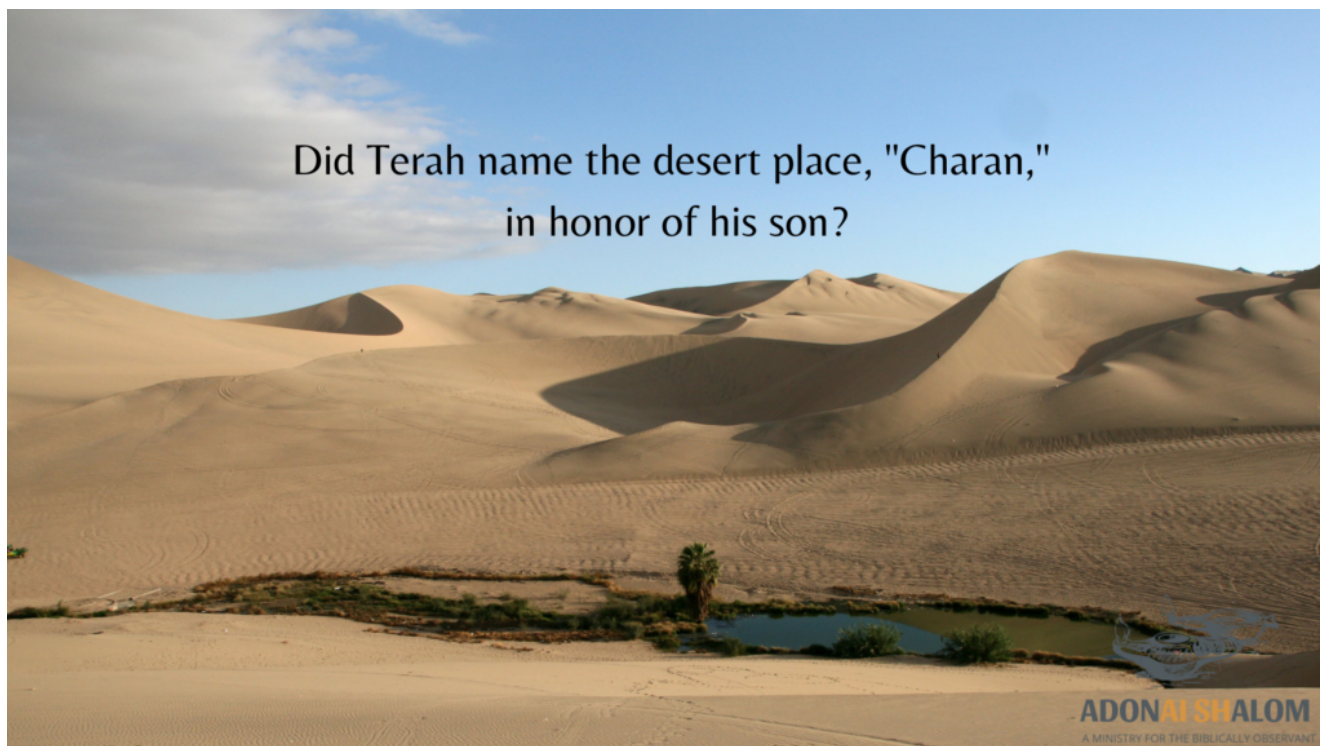 Did Terah name the desert place, "Charan,"
in honor of his son?
ADONAI SHALOM
A MINISTRY FOR THE BIBLICALLY OBSERVANT